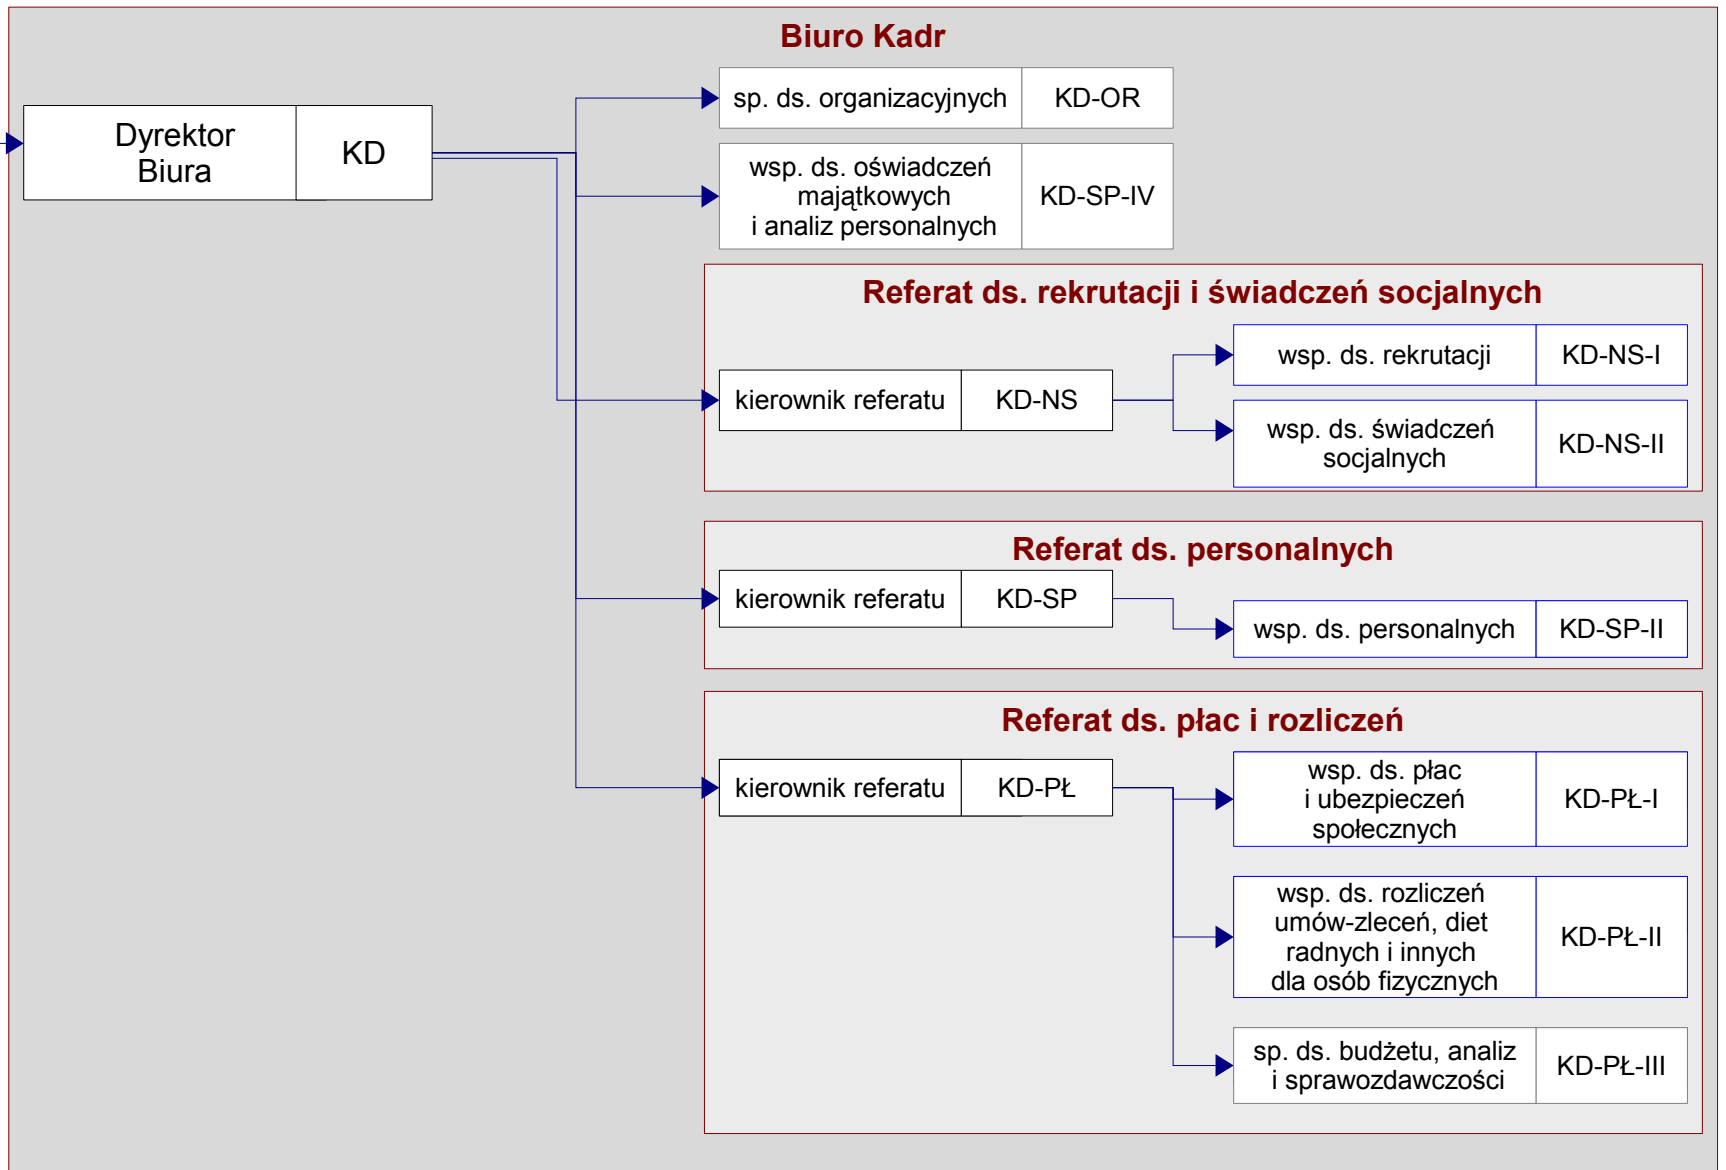 Biuro Kadr
Dyrektor
Biura
KD
sp. ds. organizacyjnych
KD-OR
wsp. ds. oświadczeń
majątkowych
i analiz personalnych
KD-SP-IV
Referat ds. rekrutacji i świadczeń socjalnych
kierownik referatu
KD-NS
wsp. ds. rekrutacji
KD-NS-I
wsp. ds. świadczeń
socjalnych
KD-NS-II
Referat ds. personalnych
kierownik referatu
KD-SP
wsp. ds. personalnych
KD-SP-II
Referat ds. płac i rozliczeń
kierownik referatu
KD-PŁ
wsp. ds. płac
i ubezpieczeń
społecznych
KD-PŁ-I
wsp. ds. rozliczeń
umów-zleceń, diet
radnych i innych
dla osób fizycznych
KD-PŁ-II
sp. ds. budżetu, analiz
i sprawozdawczości
KD-PŁ-III